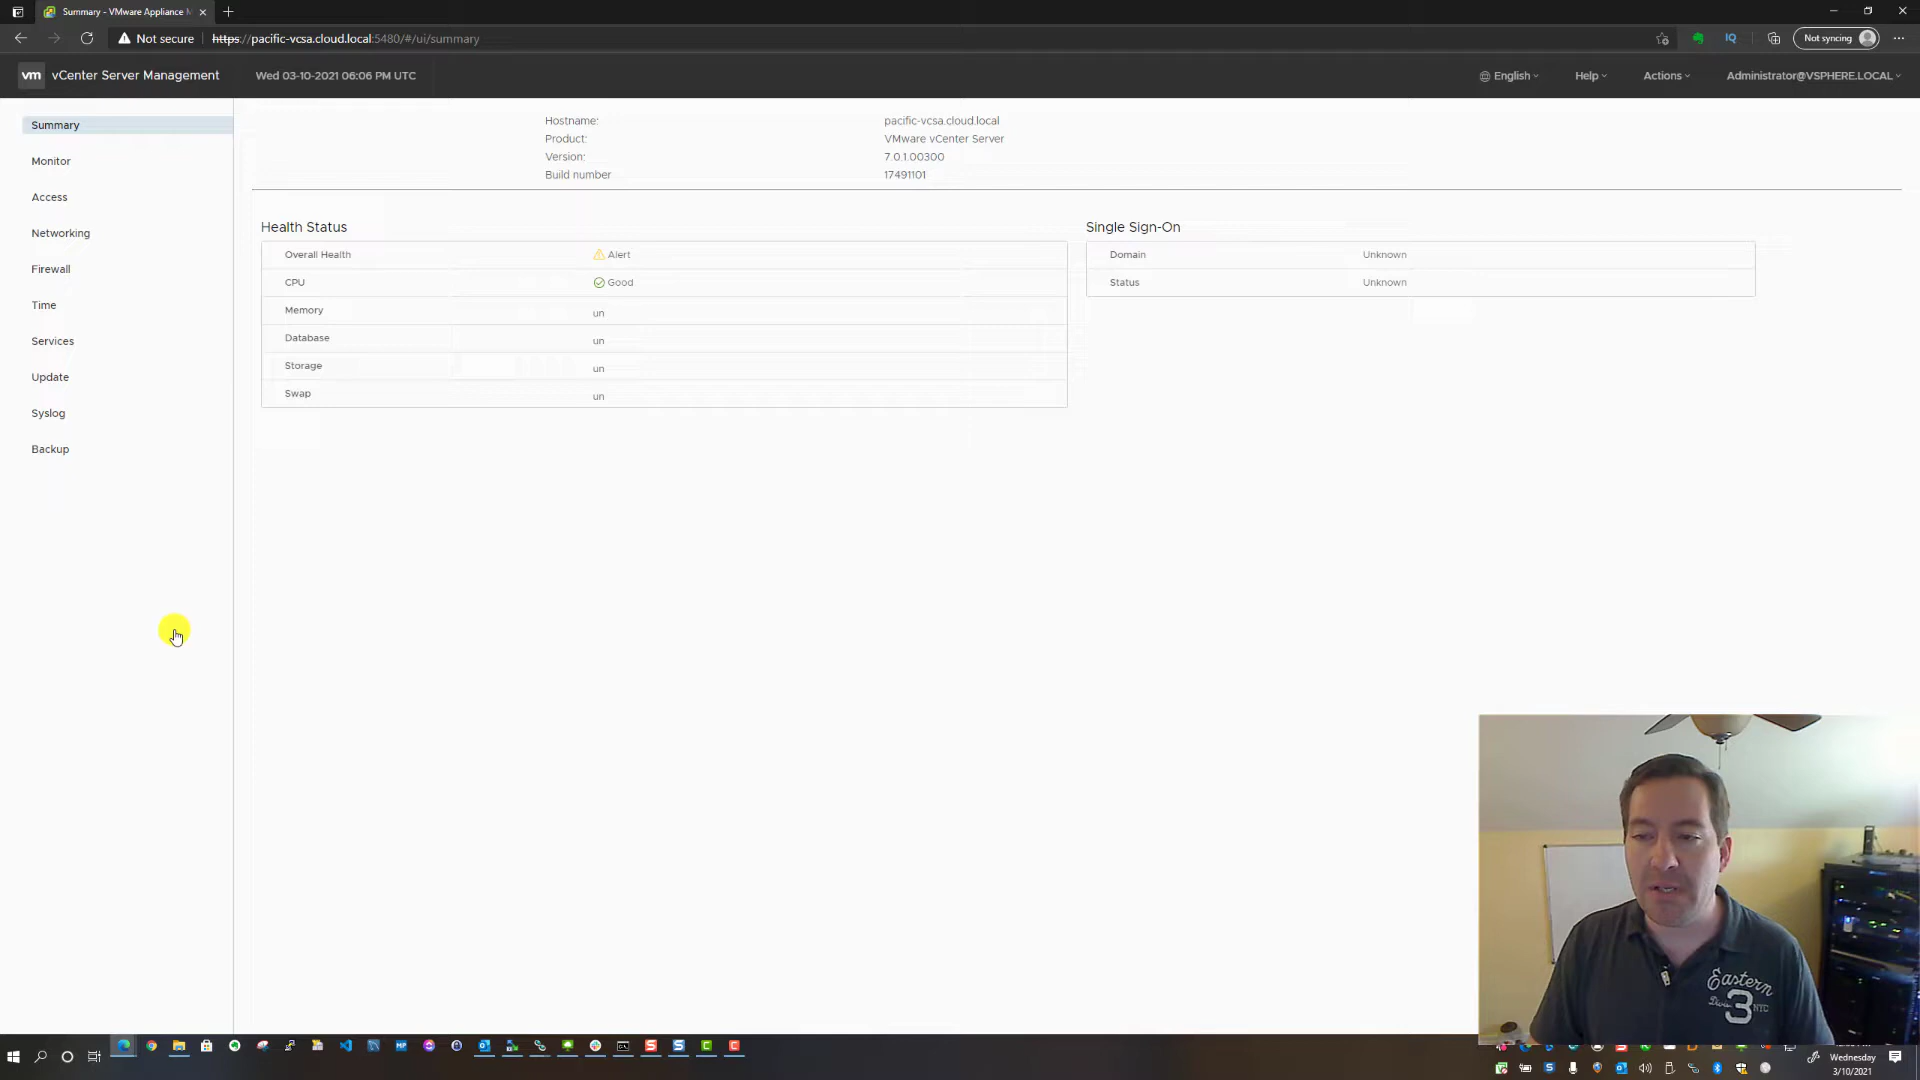 Summary - VMware Appliance M
Not secure https://pacific-vcsa.cloud.local:5480/#/ui/summary Not syncing
vm vCenter Server Management Wed 03-10-2021 06:06 PM UTC English Help Actions Administrator@VSPHERE.LOCAL
Summary
Monitor
Access
Networking
Firewall
Time
Services
Update
Syslog
Backup
Hostname: pacific-vcsa.cloud.local
Product: VMware vCenter Server
Version: 7.0.1.00300
Build number 17491101
Health Status
Overall Health Alert
CPU Good
Memory un
Database un
Storage un
Swap un
Single Sign-On
Domain Unknown
Status Unknown
Eastern
3 NYC
Wednesday
3/10/2021